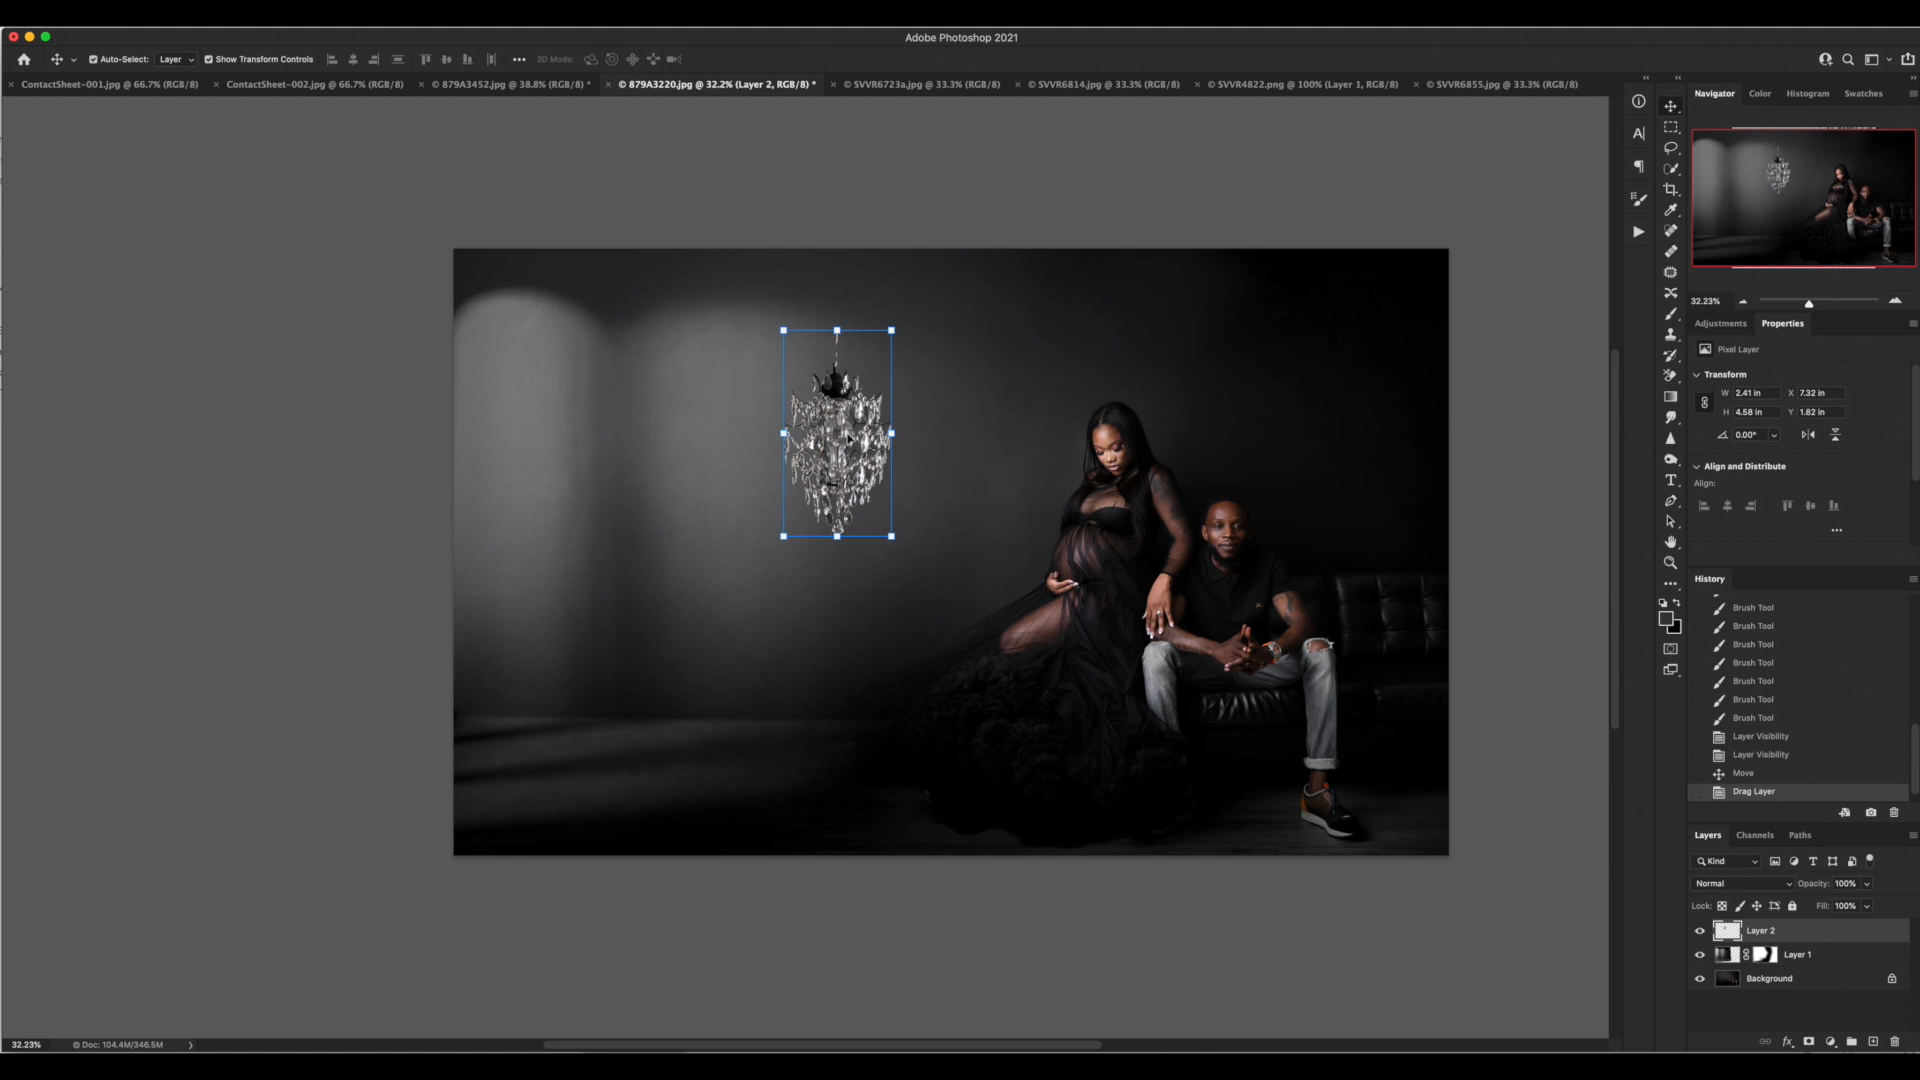 Adobe Photoshop 2021
Auto-Select: Layer Show Transform Controls 3D Mode:
ContactSheet-001.jpg @ 66.7% (RGB/8) ContactSheet-002.jpg @ 66.7% (RGB/8) © 879A3452.jpg @ 38.8% (RGB/8) * © 879A3220.jpg @ 32.2% (Layer 2, RGB/8) * © SVVR6723a.jpg @ 33.3% (RGB/8) © SVVR6814.jpg @ 33.3% (RGB/8) © SVVR4822.png @ 100% (Layer 1, RGB/8) © SVVR6855.jpg @ 33.3% (RGB/8)
Navigator Color Histogram Swatches
32.23%
Adjustments Properties
Pixel Layer
Transform
W 2.41 in X 7.32 in
H 4.58 in Y 1.82 in
0.00°
Align and Distribute
Align:
History
Brush Tool
Brush Tool
Brush Tool
Brush Tool
Brush Tool
Brush Tool
Brush Tool
Layer Visibility
Layer Visibility
Move
Drag Layer
Layers Channels Paths
Kind
Normal Opacity: 100%
Lock: Fill: 100%
Layer 2
Layer 1
Background
fx
32.23% © Doc: 104.4M/346.5M